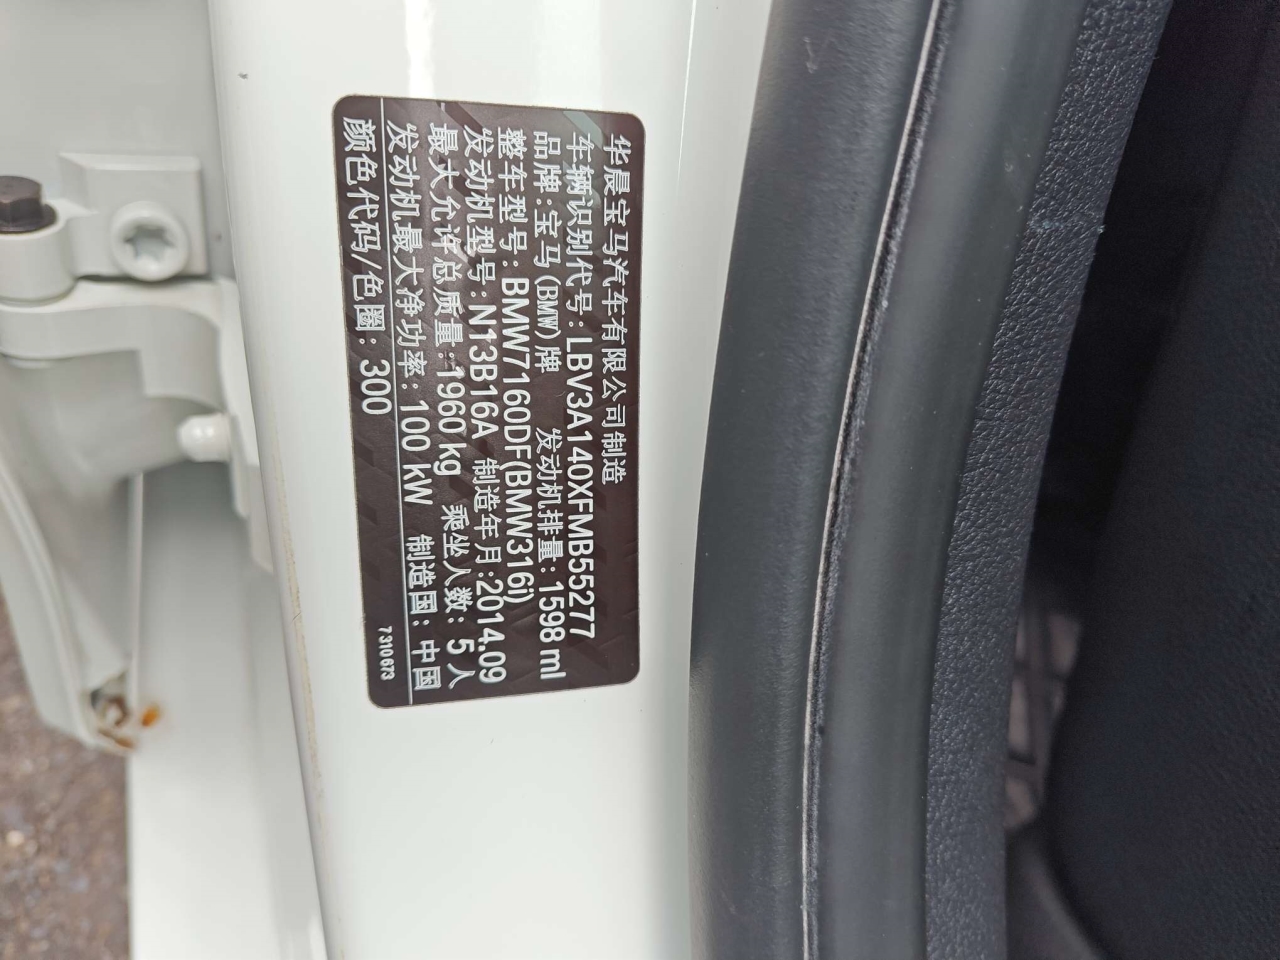 华晨宝马汽车有限公司制造
车辆识别代号:LBV3A140XFMB55277
品牌:宝马(BMW)牌 发动机排量:1598 ml
整车型号:BMW7160DF(BMW316i)
发动机型号:N13B16A 制造年月:2014.09
最大允许总质量:1960 kg 乘坐人数:5人
发动机最大净功率:100 kW 制造国:中国
颜色代码/色圈:300
7310673